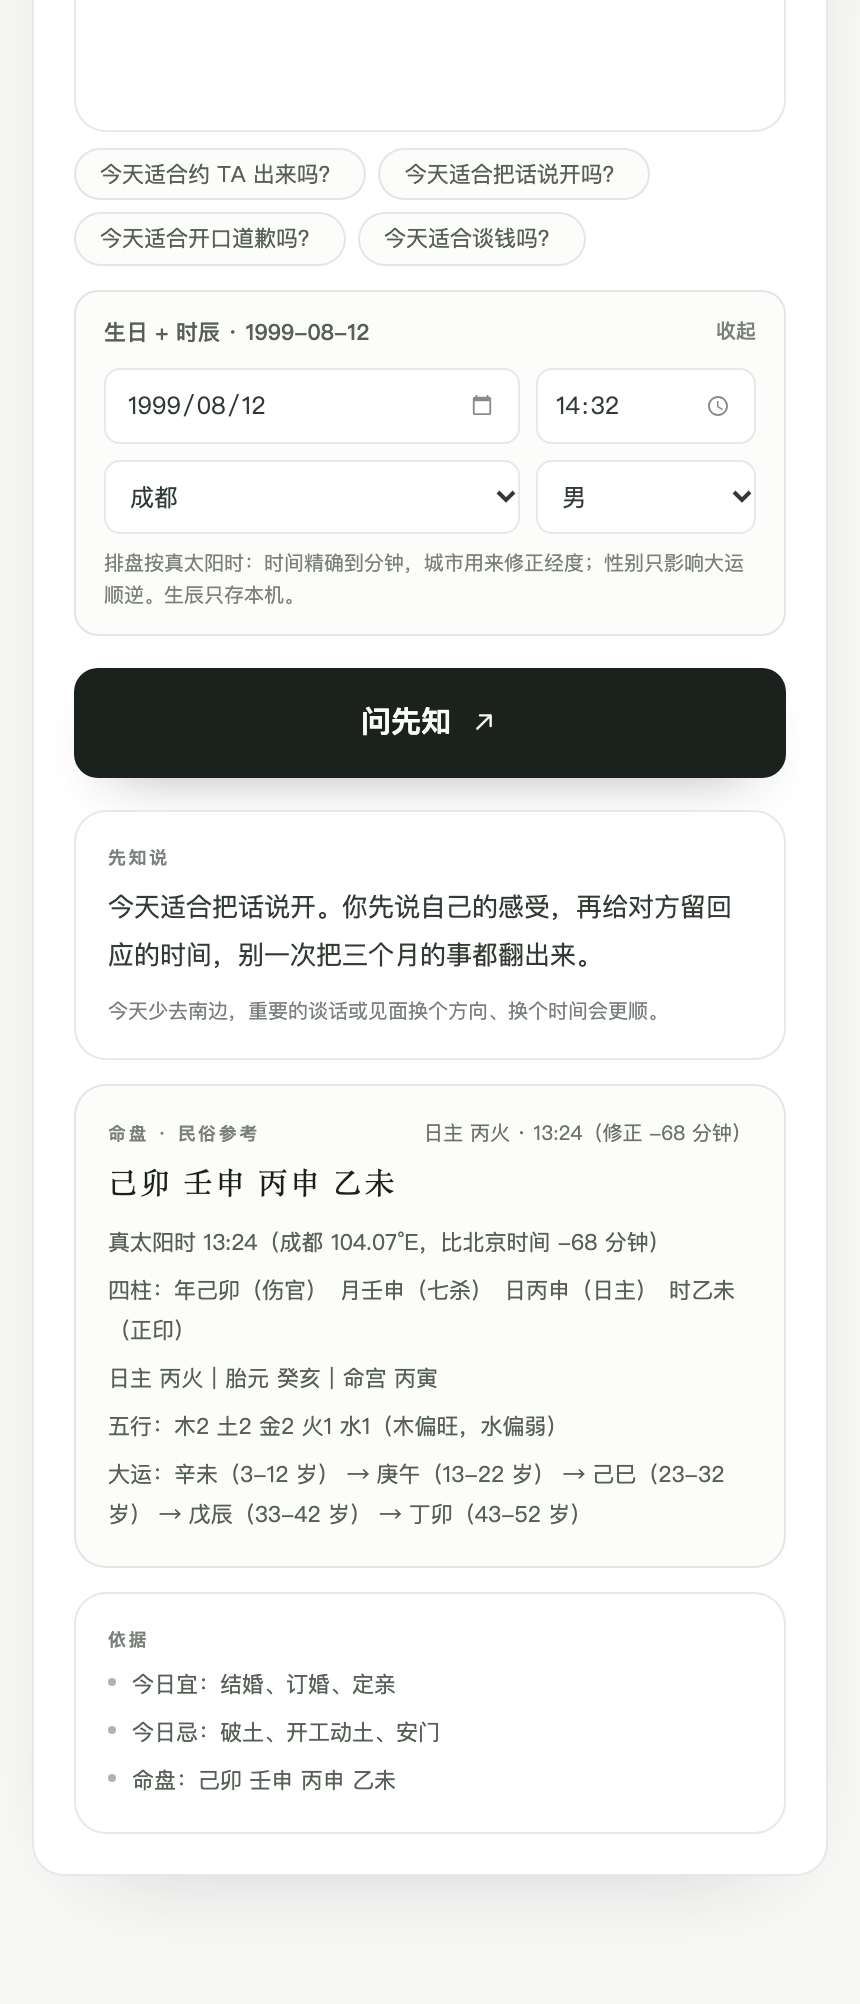 今天适合约 TA 出来吗？
今天适合把话说开吗？
今天适合开口道歉吗？
今天适合谈钱吗？
生日 + 时辰 · 1999-08-12
收起
1999/08/12
14:32
成都
男
排盘按真太阳时：时间精确到分钟，城市用来修正经度；性别只影响大运
顺逆。生辰只存本机。
问先知 ↗
先知说
今天适合把话说开。你先说自己的感受，再给对方留回
应的时间，别一次把三个月的事都翻出来。
今天少去南边，重要的谈话或见面换个方向、换个时间会更顺。
命盘 · 民俗参考
日主 丙火 · 13:24（修正 -68 分钟）
己卯 壬申 丙申 乙未
真太阳时 13:24（成都 104.07°E，比北京时间 -68 分钟）
四柱：年己卯（伤官） 月壬申（七杀） 日丙申（日主） 时乙未
（正印）
日主 丙火 | 胎元 癸亥 | 命宫 丙寅
五行：木2 土2 金2 火1 水1（木偏旺，水偏弱）
大运：辛未（3-12 岁） → 庚午（13-22 岁） → 己巳（23-32
岁） → 戊辰（33-42 岁） → 丁卯（43-52 岁）
依据
今日宜：结婚、订婚、定亲
今日忌：破土、开工动土、安门
命盘：己卯 壬申 丙申 乙未